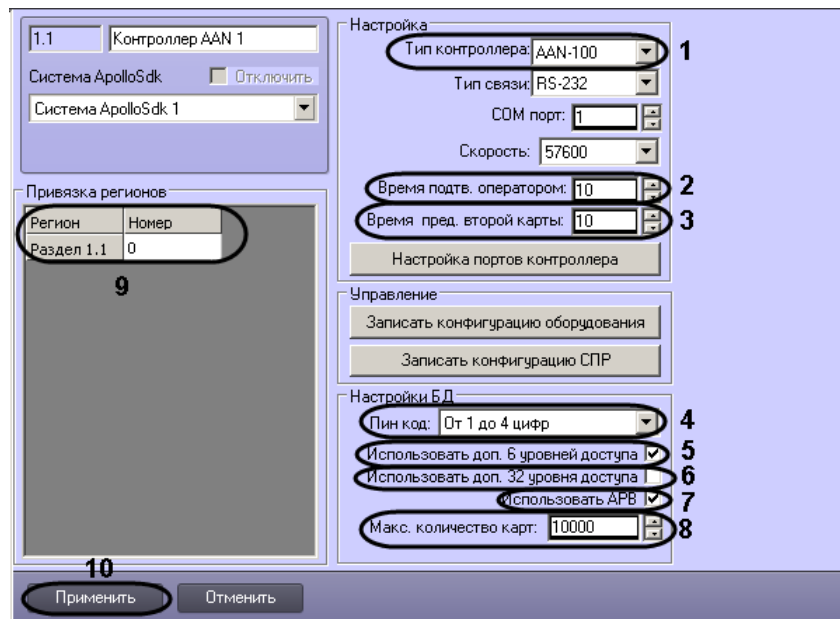 1.1 Контроллер AAN 1
Система ApolloSdk Отключить
Система ApolloSdk 1
Привязка регионов
Регион Номер
Раздел 1.1 0
9
Настройка
Тип контроллера: AAN-100 1
Тип связи: RS-232
COM порт: 1
Скорость: 57600
Время подтв. оператором: 10 2
Время пред. второй карты: 10 3
Настройка портов контроллера
Управление
Записать конфигурацию оборудования
Записать конфигурацию СПР
Настройки БД
Пин код: От 1 до 4 цифр 4
Использовать доп. 6 уровней доступа 5
Использовать доп. 32 уровня доступа 6
Использовать APB 7
Макс. количество карт: 10000 8
10
Применить Отменить